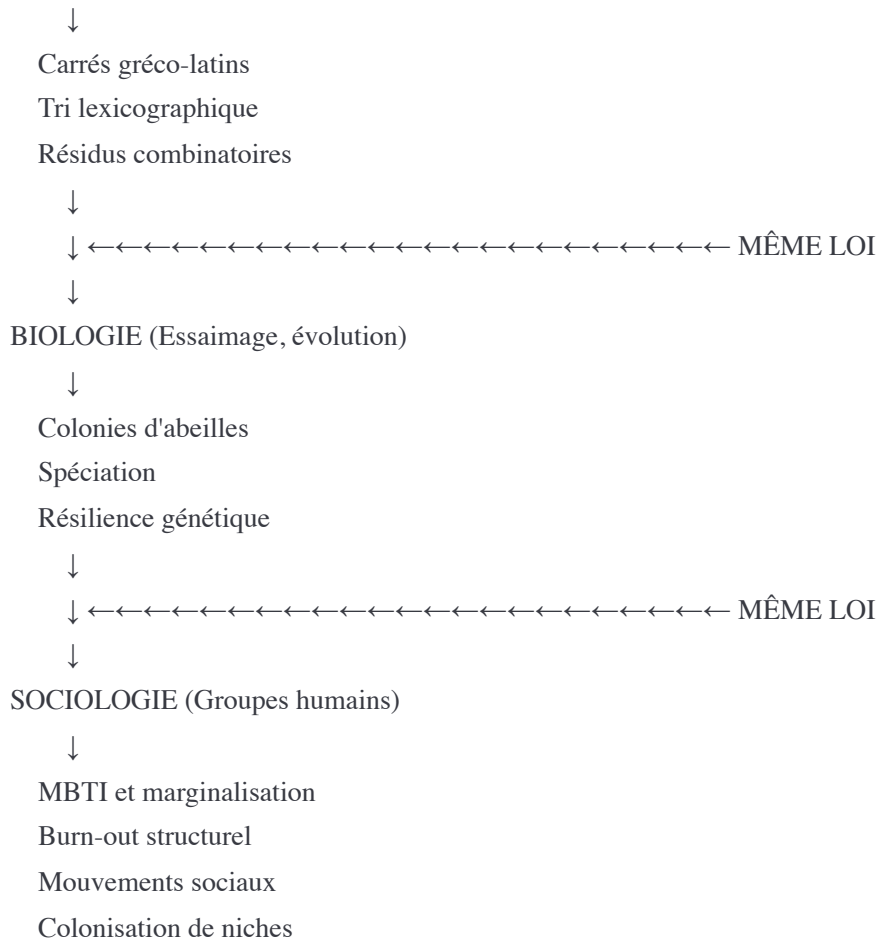 ↓
Carrés gréco-latins
Tri lexicographique
Résidus combinatoires
↓
↓ ←←←←←←←←←←←←←←←←←←←←←←← MÊME LOI
↓
BIOLOGIE (Essaimage, évolution)
↓
Colonies d'abeilles
Spéciation
Résilience génétique
↓
↓ ←←←←←←←←←←←←←←←←←←←←←←← MÊME LOI
↓
SOCIOLOGIE (Groupes humains)
↓
MBTI et marginalisation
Burn-out structurel
Mouvements sociaux
Colonisation de niches